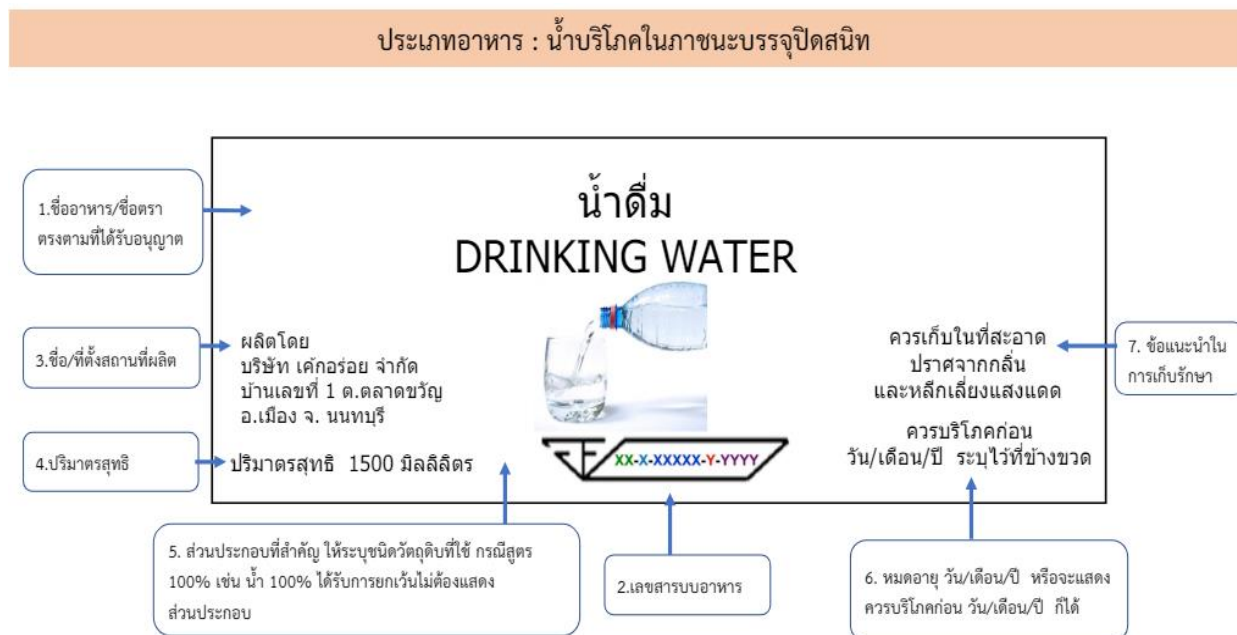 ประเภทอาหาร : น้ำบริโภคในภาชนะบรรจุปิดสนิท
1.ชื่ออาหาร/ชื่อตรา
ตรงตามที่ได้รับอนุญาต
น้ำดื่ม
DRINKING WATER
3.ชื่อ/ที่ตั้งสถานที่ผลิต
ผลิตโดย
บริษัท เค้กอร่อย จำกัด
บ้านเลขที่ 1 ต.ตลาดขวัญ
อ.เมือง จ. นนทบุรี
ควรเก็บในที่สะอาด
ปราศจากกลิ่น
และหลีกเลี่ยงแสงแดด
7. ข้อแนะนำใน
การเก็บรักษา
4.ปริมาตรสุทธิ
ปริมาตรสุทธิ 1500 มิลลิลิตร
XX-X-XXXXX-Y-YYYY
ควรบริโภคก่อน
วัน/เดือน/ปี ระบุไว้ที่ข้างขวด
5. ส่วนประกอบที่สำคัญ ให้ระบุชนิดวัตถุดิบที่ใช้ กรณีสูตร
100% เช่น น้ำ 100% ได้รับการยกเว้นไม่ต้องแสดง
ส่วนประกอบ
2.เลขสารบบอาหาร
6. หมดอายุ วัน/เดือน/ปี หรือจะแสดง
ควรบริโภคก่อน วัน/เดือน/ปี ก็ได้